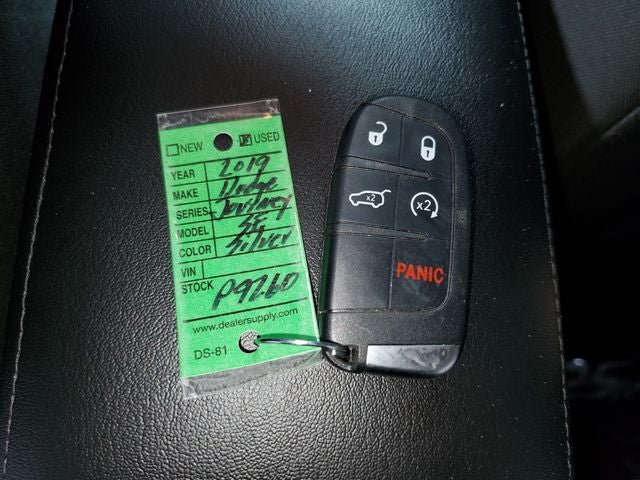 NEW USED
YEAR 2019
MAKE Dodge
SERIES Journey
MODEL SE
COLOR Silver
VIN
STOCK P9260
www.dealersupply.com
DS-81
x2
x2
PANIC